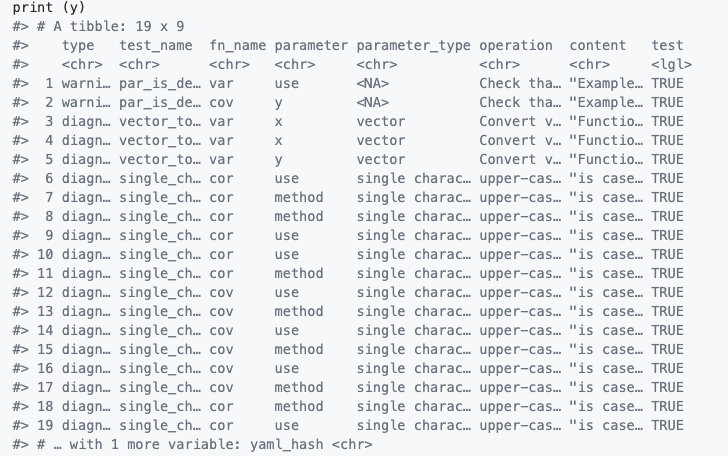 print (y)
#> # A tibble: 19 x 9
#>    type   test_name  fn_name parameter parameter_type operation  content   test
#>    <chr>  <chr>      <chr>   <chr>     <chr>          <chr>      <chr>     <lgl>
#>  1 warni… par_is_de… var     use       <NA>           Check tha… "Example… TRUE
#>  2 warni… par_is_de… cov     y         <NA>           Check tha… "Example… TRUE
#>  3 diagn… vector_to… var     x         vector         Convert v… "Functio… TRUE
#>  4 diagn… vector_to… var     x         vector         Convert v… "Functio… TRUE
#>  5 diagn… vector_to… var     y         vector         Convert v… "Functio… TRUE
#>  6 diagn… single_ch… cor     use       single charac… upper-cas… "is case… TRUE
#>  7 diagn… single_ch… cor     method    single charac… upper-cas… "is case… TRUE
#>  8 diagn… single_ch… cor     method    single charac… upper-cas… "is case… TRUE
#>  9 diagn… single_ch… cor     use       single charac… upper-cas… "is case… TRUE
#> 10 diagn… single_ch… cor     use       single charac… upper-cas… "is case… TRUE
#> 11 diagn… single_ch… cor     method    single charac… upper-cas… "is case… TRUE
#> 12 diagn… single_ch… cov     use       single charac… upper-cas… "is case… TRUE
#> 13 diagn… single_ch… cov     method    single charac… upper-cas… "is case… TRUE
#> 14 diagn… single_ch… cov     use       single charac… upper-cas… "is case… TRUE
#> 15 diagn… single_ch… cov     method    single charac… upper-cas… "is case… TRUE
#> 16 diagn… single_ch… cov     use       single charac… upper-cas… "is case… TRUE
#> 17 diagn… single_ch… cov     method    single charac… upper-cas… "is case… TRUE
#> 18 diagn… single_ch… cor     method    single charac… upper-cas… "is case… TRUE
#> 19 diagn… single_ch… cor     use       single charac… upper-cas… "is case… TRUE
#> # … with 1 more variable: yaml_hash <chr>